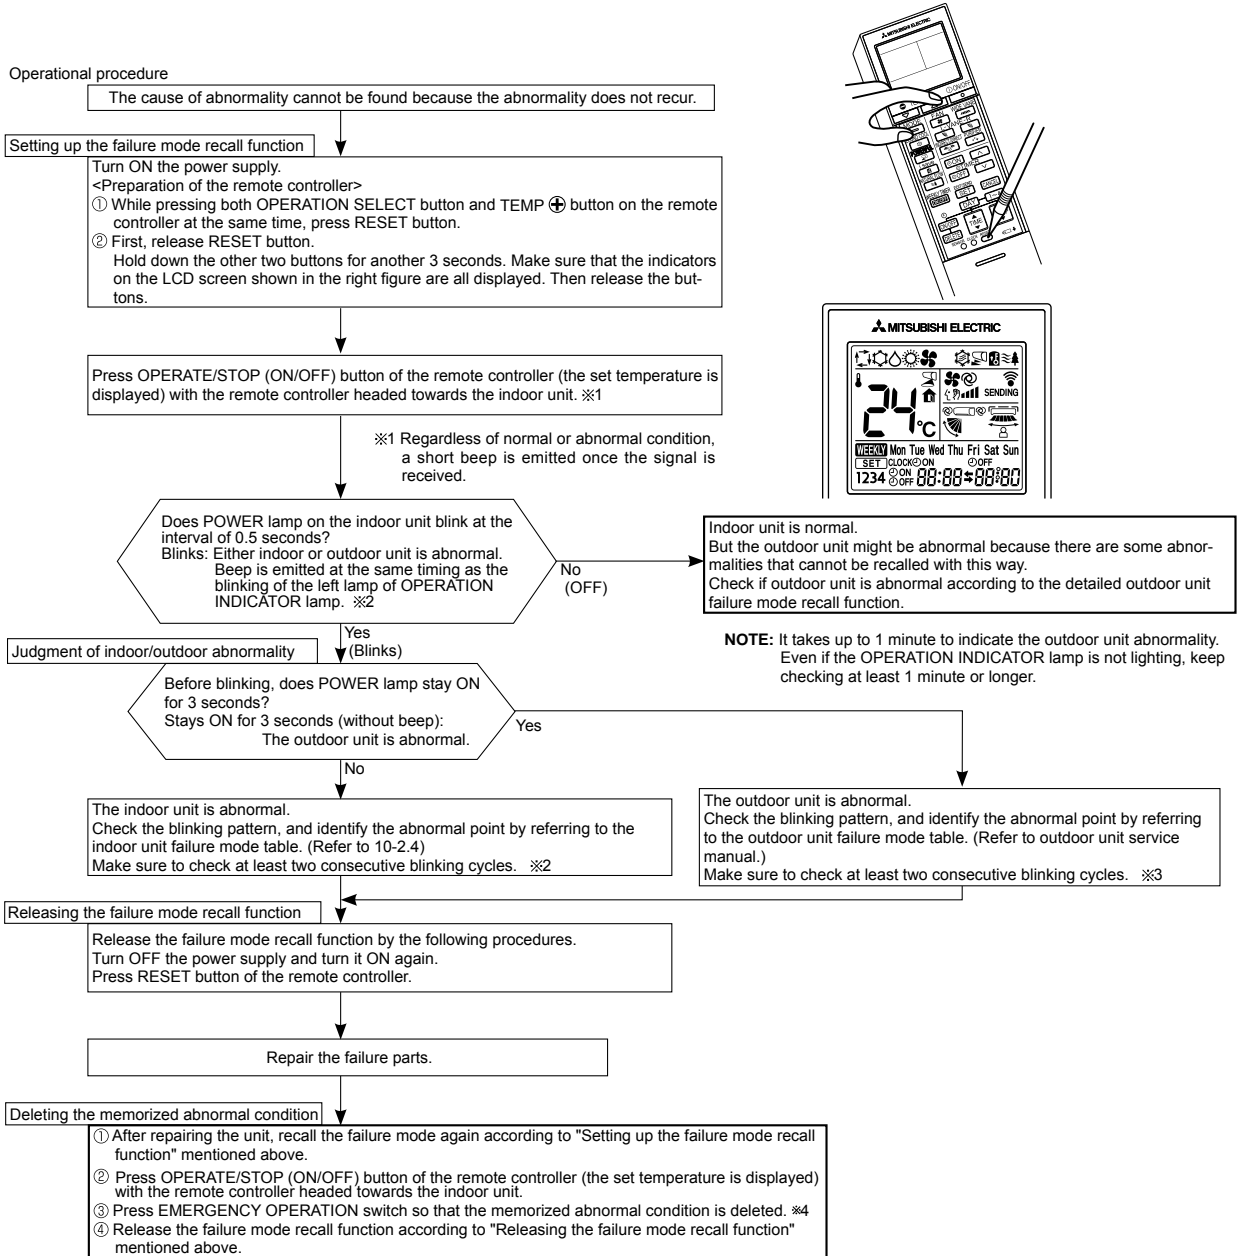 Operational procedure
The cause of abnormality cannot be found because the abnormality does not recur.
Setting up the failure mode recall function
Turn ON the power supply.
<Preparation of the remote controller>
① While pressing both OPERATION SELECT button and TEMP ⊕ button on the remote
controller at the same time, press RESET button.
② First, release RESET button.
Hold down the other two buttons for another 3 seconds. Make sure that the indicators
on the LCD screen shown in the right figure are all displayed. Then release the but-
tons.
MITSUBISHI ELECTRIC
MITSUBISHI ELECTRIC
SENDING
24°C
WEEKLY Mon Tue Wed Thu Fri Sat Sun
SET CLOCK ON OFF
1234 ON OFF 88:88 88:80
Press OPERATE/STOP (ON/OFF) button of the remote controller (the set temperature is
displayed) with the remote controller headed towards the indoor unit. ※1
※1 Regardless of normal or abnormal condition,
a short beep is emitted once the signal is
received.
Does POWER lamp on the indoor unit blink at the
interval of 0.5 seconds?
Blinks: Either indoor or outdoor unit is abnormal.
Beep is emitted at the same timing as the
blinking of the left lamp of OPERATION
INDICATOR lamp. ※2
No
(OFF)
Indoor unit is normal.
But the outdoor unit might be abnormal because there are some abnor-
malities that cannot be recalled with this way.
Check if outdoor unit is abnormal according to the detailed outdoor unit
failure mode recall function.
NOTE: It takes up to 1 minute to indicate the outdoor unit abnormality.
Even if the OPERATION INDICATOR lamp is not lighting, keep
checking at least 1 minute or longer.
Yes
(Blinks)
Judgment of indoor/outdoor abnormality
Before blinking, does POWER lamp stay ON
for 3 seconds?
Stays ON for 3 seconds (without beep):
The outdoor unit is abnormal.
Yes
No
The indoor unit is abnormal.
Check the blinking pattern, and identify the abnormal point by referring to the
indoor unit failure mode table. (Refer to 10-2.4)
Make sure to check at least two consecutive blinking cycles. ※2
The outdoor unit is abnormal.
Check the blinking pattern, and identify the abnormal point by referring
to the outdoor unit failure mode table. (Refer to outdoor unit service
manual.)
Make sure to check at least two consecutive blinking cycles. ※3
Releasing the failure mode recall function
Release the failure mode recall function by the following procedures.
Turn OFF the power supply and turn it ON again.
Press RESET button of the remote controller.
Repair the failure parts.
Deleting the memorized abnormal condition
① After repairing the unit, recall the failure mode again according to "Setting up the failure mode recall
function" mentioned above.
② Press OPERATE/STOP (ON/OFF) button of the remote controller (the set temperature is displayed)
with the remote controller headed towards the indoor unit.
③ Press EMERGENCY OPERATION switch so that the memorized abnormal condition is deleted. ※4
④ Release the failure mode recall function according to "Releasing the failure mode recall function"
mentioned above.